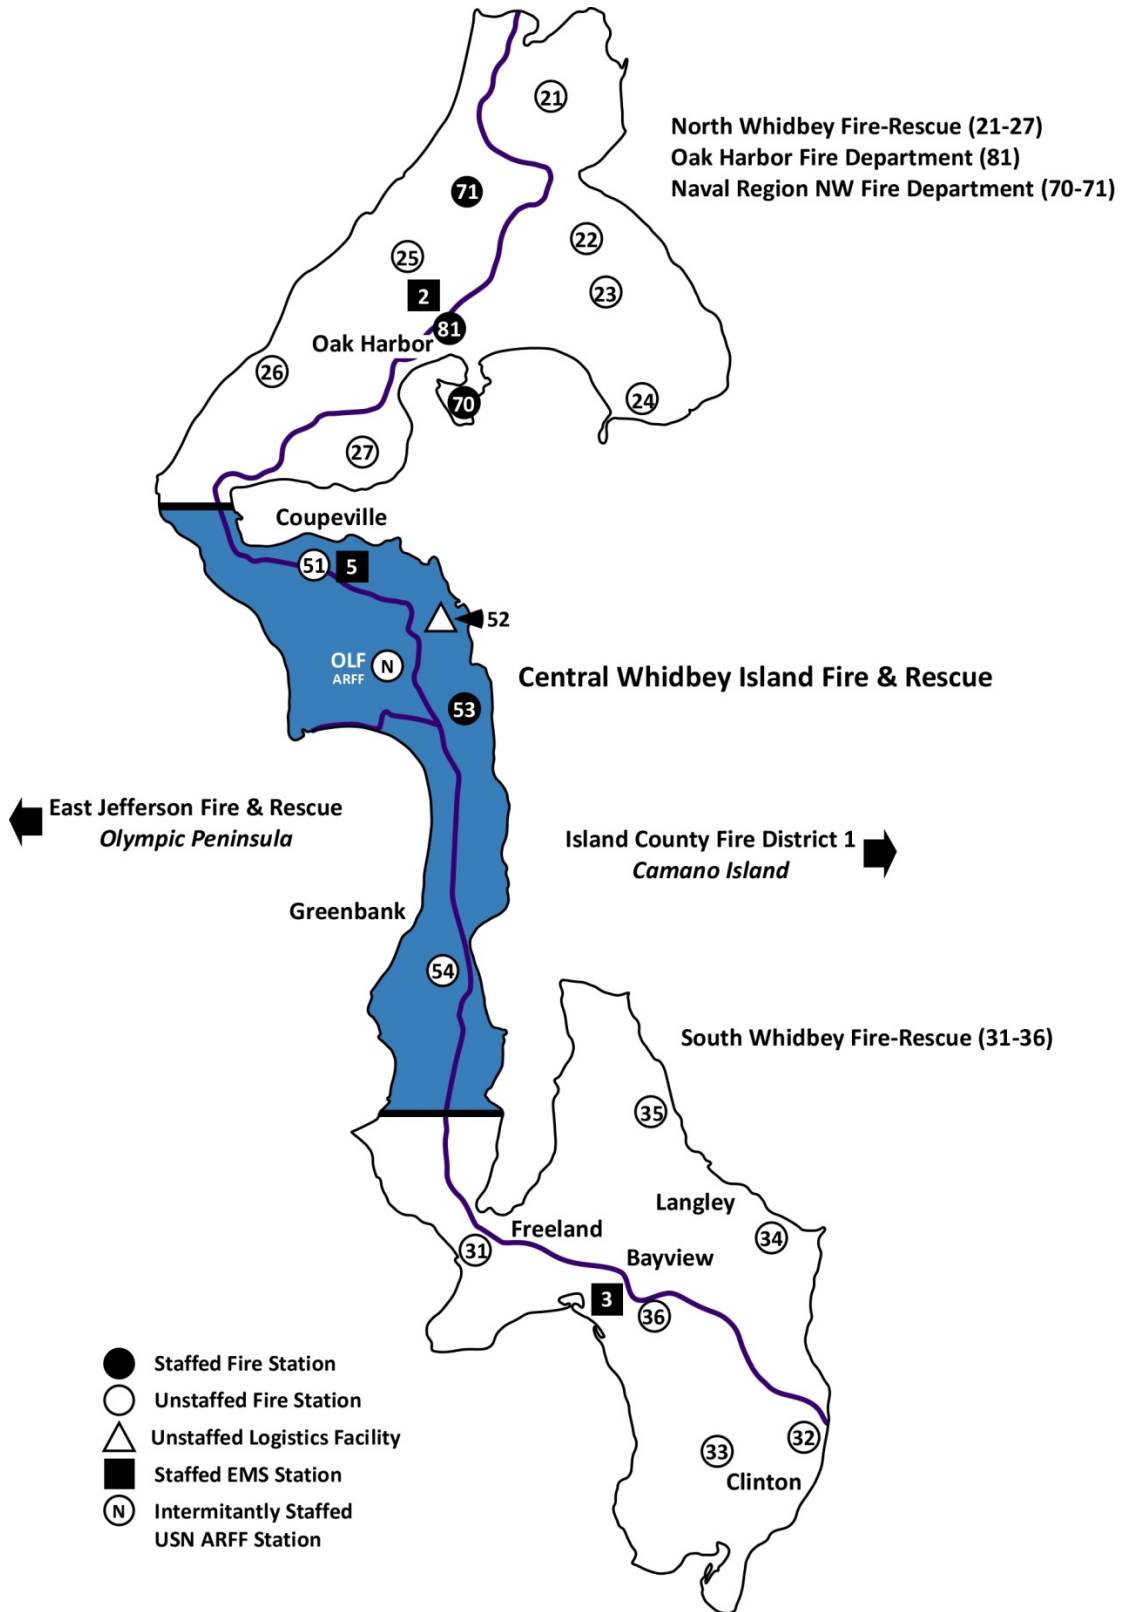 21
North Whidbey Fire-Rescue (21-27)
Oak Harbor Fire Department (81)
Naval Region NW Fire Department (70-71)
71
22
25
23
2
81
Oak Harbor
26
24
70
27
Coupeville
51
5
52
OLF
ARFF
N
Central Whidbey Island Fire & Rescue
53
East Jefferson Fire & Rescue
Olympic Peninsula
Island County Fire District 1
Camano Island
Greenbank
54
South Whidbey Fire-Rescue (31-36)
35
Langley
Freeland
34
31
Bayview
3
36
Staffed Fire Station
Unstaffed Fire Station
Unstaffed Logistics Facility
Staffed EMS Station
N
Intermitantly Staffed
USN ARFF Station
32
33
Clinton